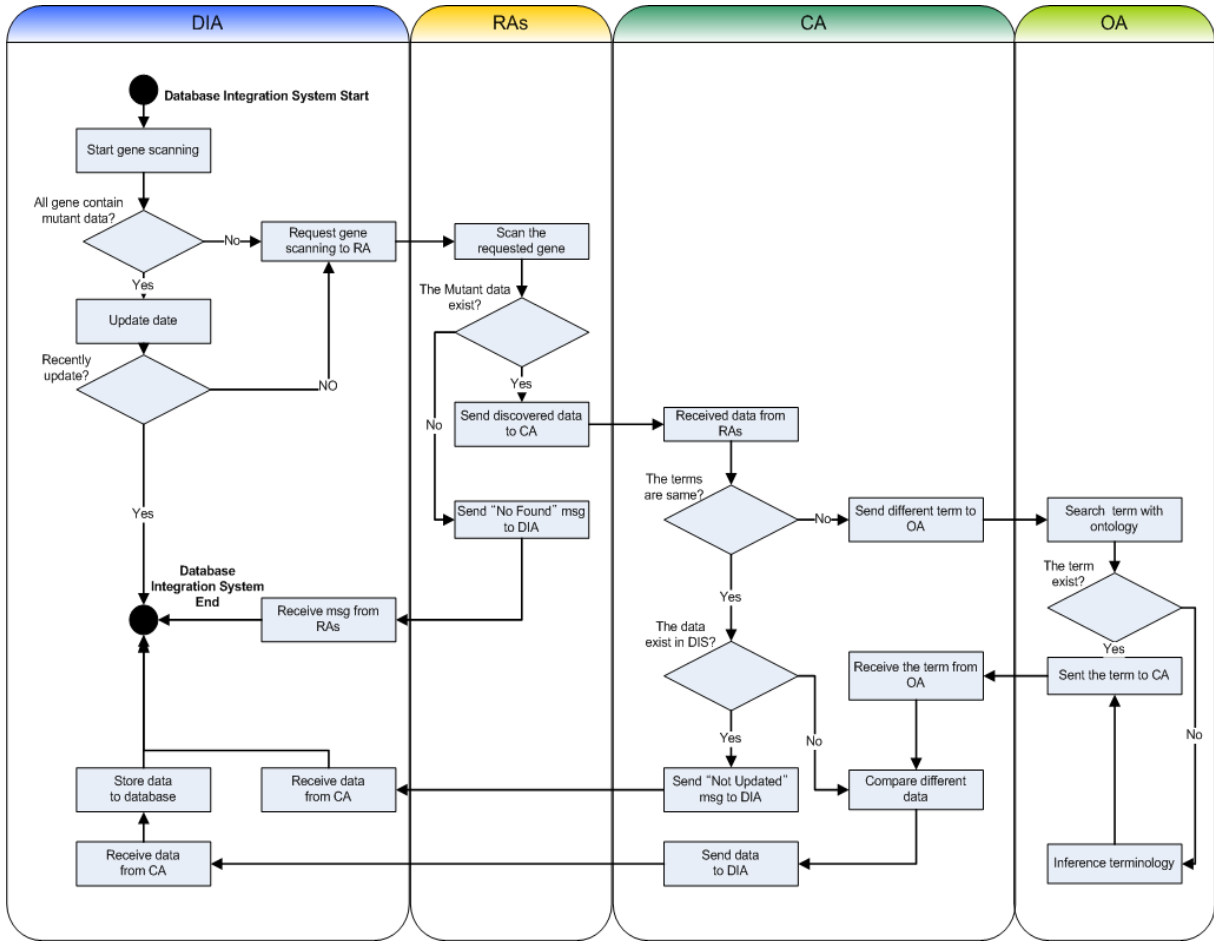 DIA
RAs
CA
OA
Database Integration System Start
Start gene scanning
All gene contain
mutant data?
No
Request gene
scanning to RA
Yes
Update date
Recently
update?
NO
Yes
Database
Integration System
End
Receive msg from
RAs
Store data
to database
Receive data
from CA
Receive data
from CA
Scan the
requested gene
The Mutant data
exist?
Yes
No
Send discovered data
to CA
Send “No Found” msg
to DIA
Received data from
RAs
The terms
are same?
No
Send different term to
OA
Yes
The data
exist in DIS?
Receive the term from
OA
Yes
No
Send “Not Updated”
msg to DIA
Compare different
data
Send data
to DIA
Search term with
ontology
The term
exist?
Yes
Sent the term to CA
No
Inference terminology